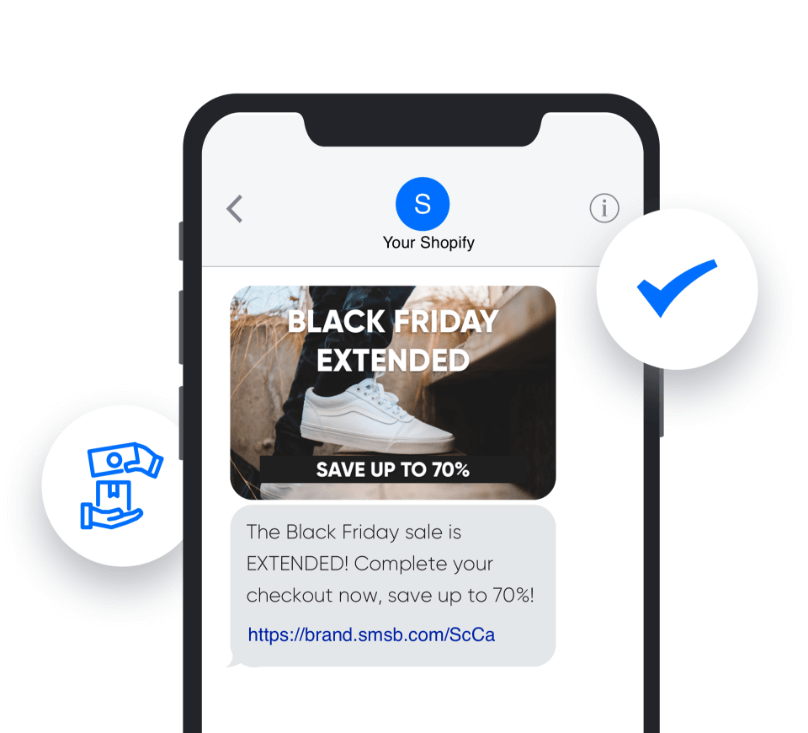 S
Your Shopify
BLACK FRIDAY
EXTENDED
SAVE UP TO 70%
The Black Friday sale is
EXTENDED! Complete your
checkout now, save up to 70%!
https://brand.smsb.com/ScCa